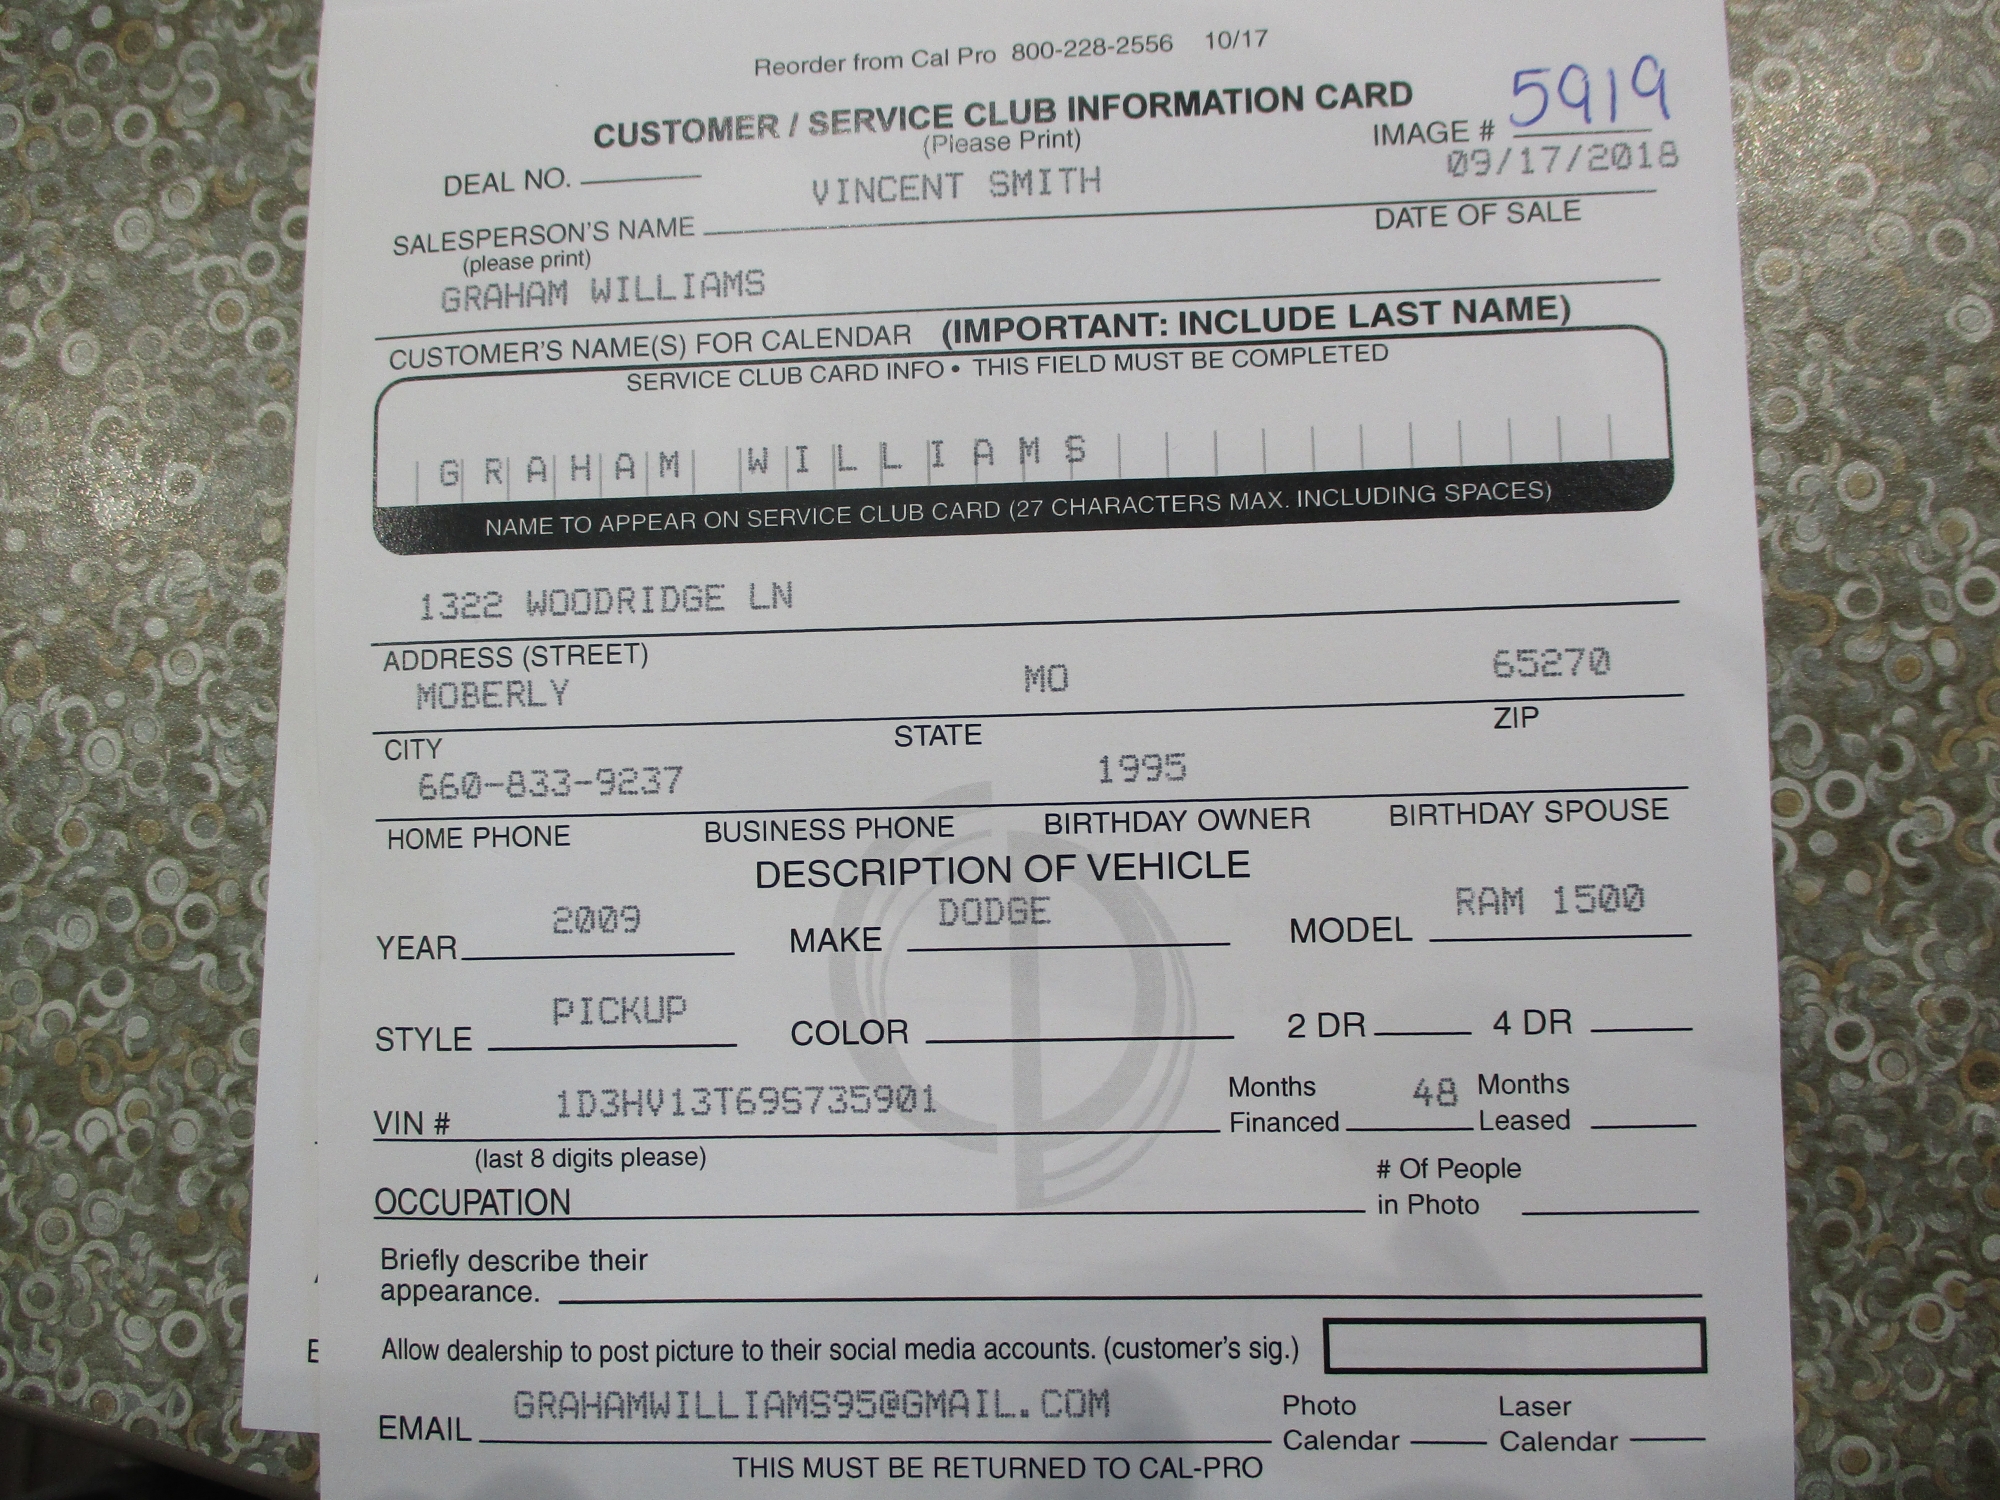 Reorder from Cal Pro 800-228-2556 10/17
CUSTOMER / SERVICE CLUB INFORMATION CARD
(Please Print)
IMAGE # 5919
DEAL NO.
VINCENT SMITH
09/17/2018
SALESPERSON'S NAME
DATE OF SALE
(please print)
GRAHAM WILLIAMS
CUSTOMER'S NAME(S) FOR CALENDAR (IMPORTANT: INCLUDE LAST NAME)
SERVICE CLUB CARD INFO • THIS FIELD MUST BE COMPLETED
GRAHAM WILLIAMS
NAME TO APPEAR ON SERVICE CLUB CARD (27 CHARACTERS MAX. INCLUDING SPACES)
1322 WOODRIDGE LN
ADDRESS (STREET)
MOBERLY MO 65270
CITY STATE ZIP
660-833-9237 1995
HOME PHONE BUSINESS PHONE BIRTHDAY OWNER BIRTHDAY SPOUSE
DESCRIPTION OF VEHICLE
YEAR 2009 MAKE DODGE MODEL RAM 1500
STYLE PICKUP COLOR 2 DR 4 DR
VIN # 1D3HV13T69S735901 Months Financed 48 Months Leased
(last 8 digits please)
OCCUPATION # Of People in Photo
Briefly describe their
appearance.
Allow dealership to post picture to their social media accounts. (customer's sig.)
EMAIL GRAHAMWILLIAMS95@GMAIL.COM Photo Calendar Laser Calendar
THIS MUST BE RETURNED TO CAL-PRO
E